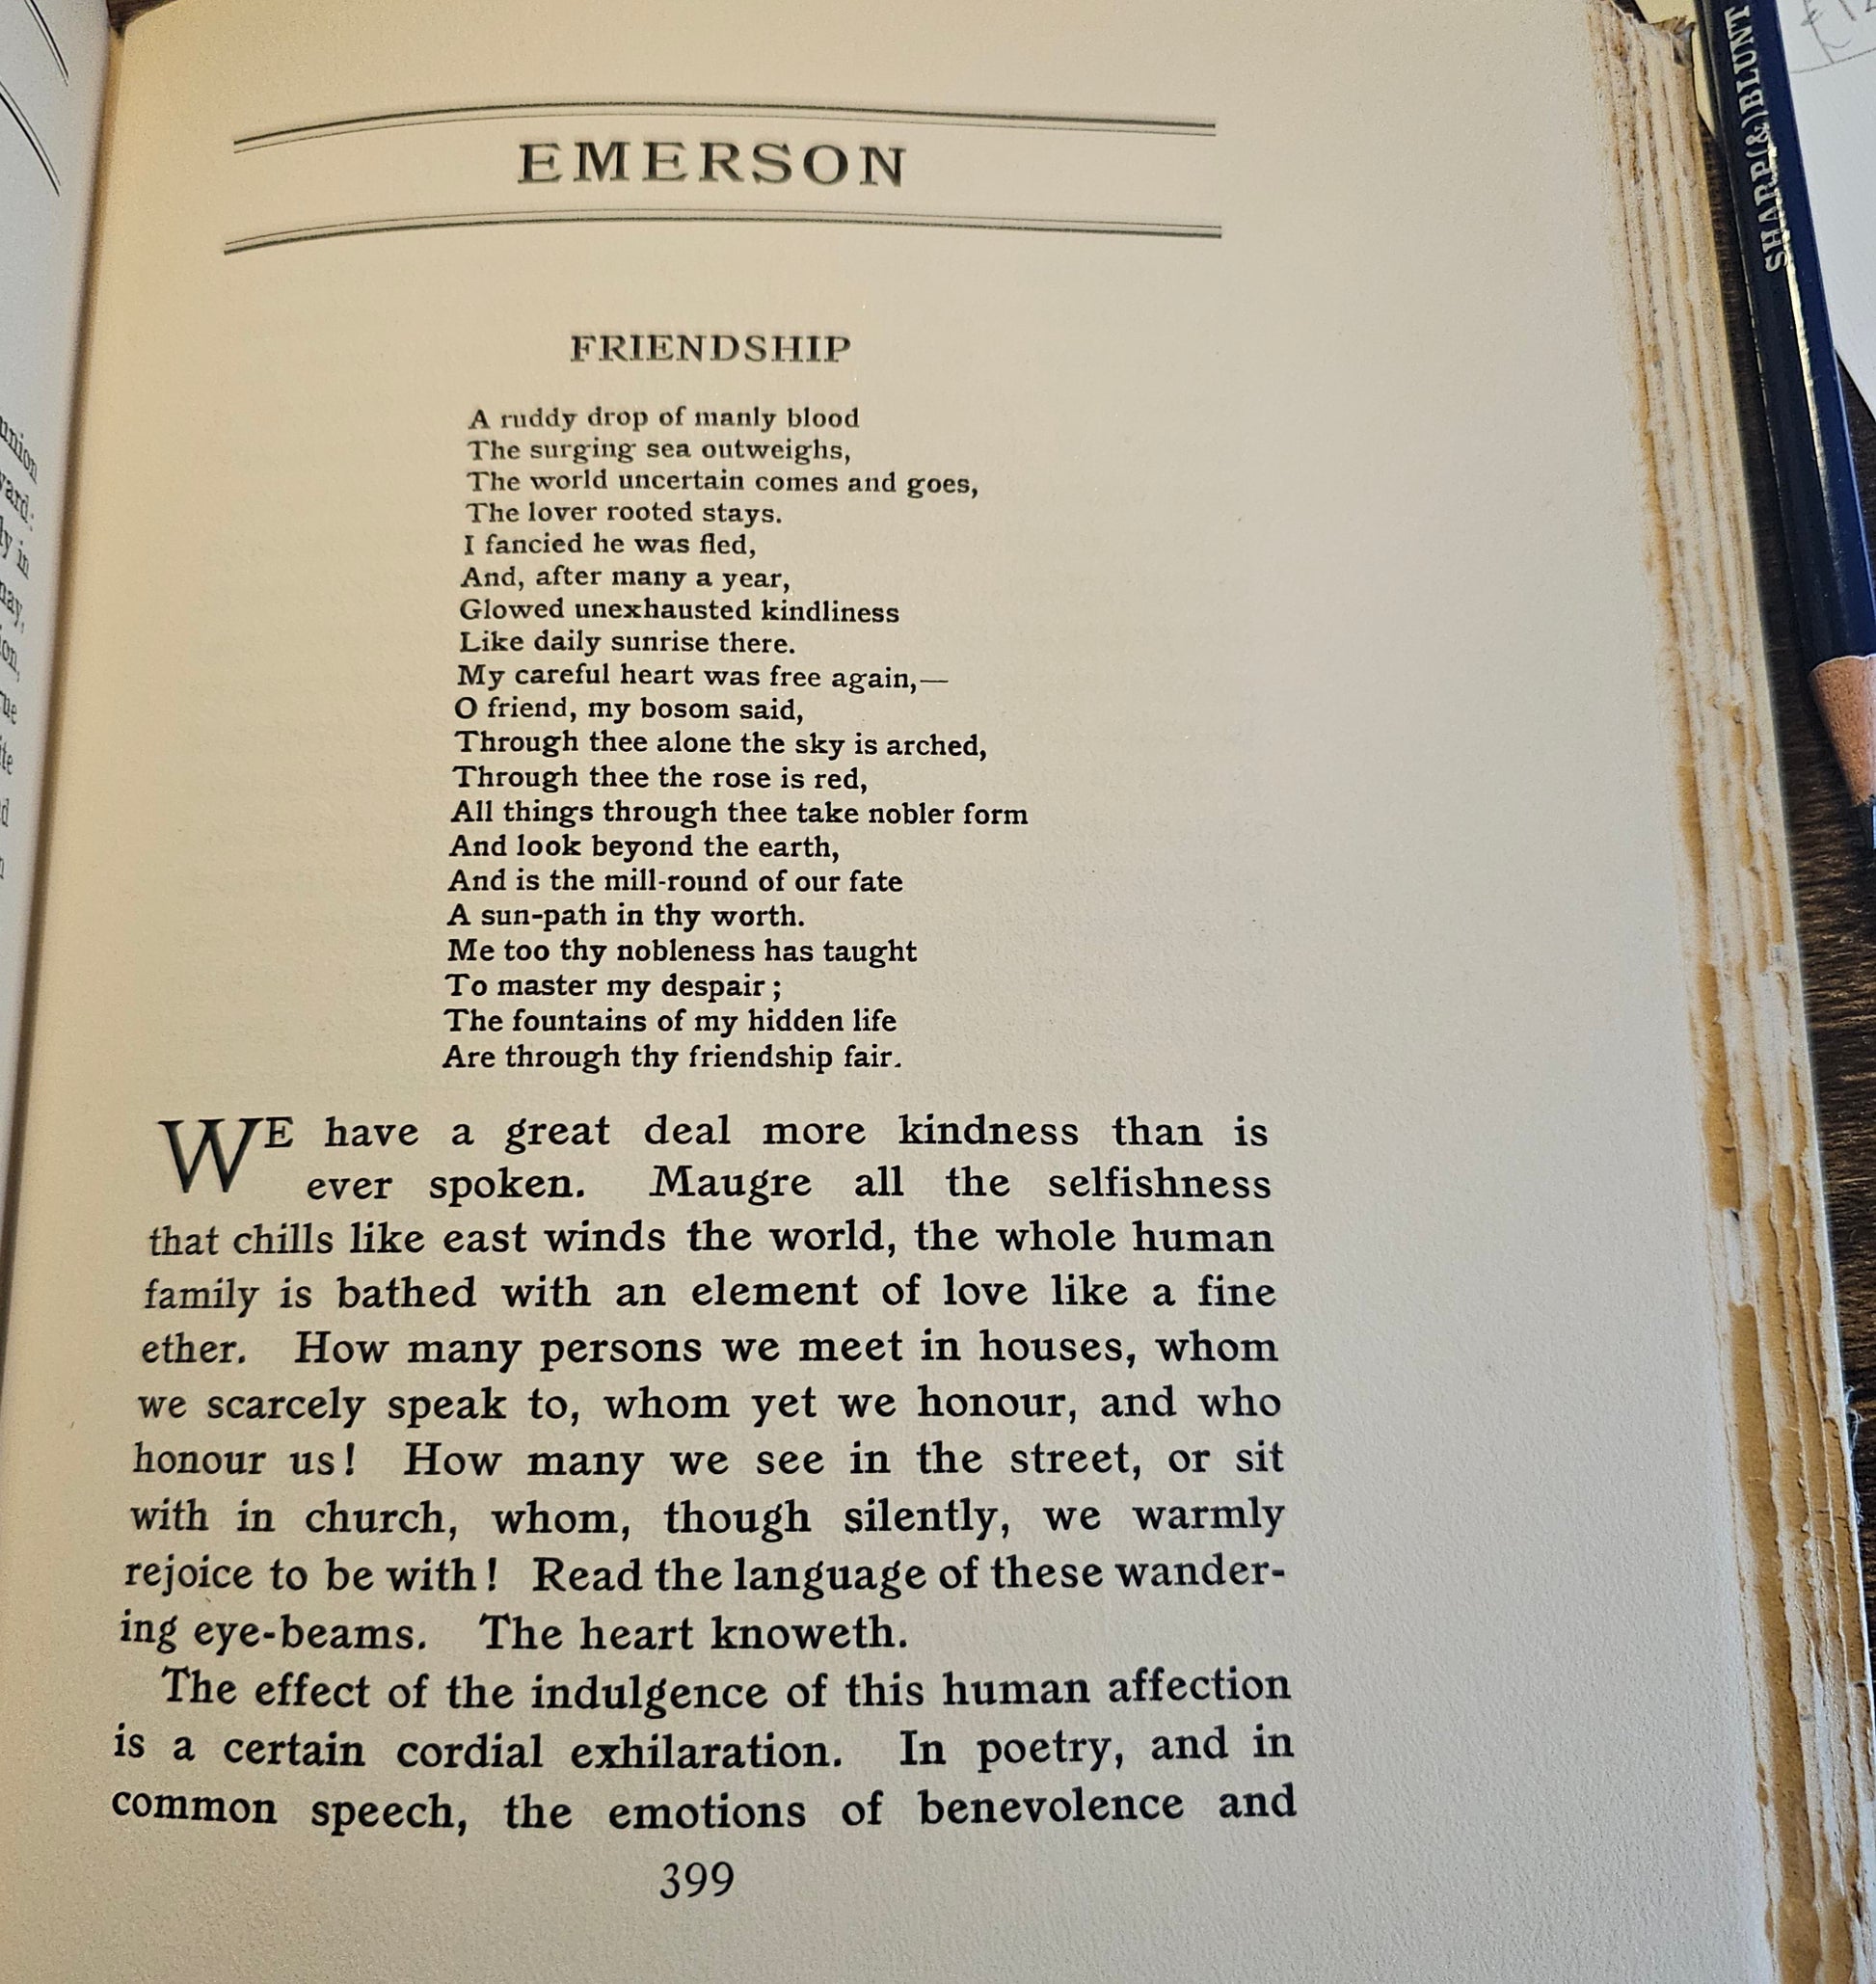 EMERSON
FRIENDSHIP
A ruddy drop of manly blood
The surging sea outweighs,
The world uncertain comes and goes,
The lover rooted stays.
I fancied he was fled,
And, after many a year,
Glowed unexhausted kindliness
Like daily sunrise there.
My careful heart was free again,—
O friend, my bosom said,
Through thee alone the sky is arched,
Through thee the rose is red,
All things through thee take nobler form
And look beyond the earth,
And is the mill-round of our fate
A sun-path in thy worth.
Me too thy nobleness has taught
To master my despair ;
The fountains of my hidden life
Are through thy friendship fair.
WE have a great deal more kindness than is
ever spoken. Maugre all the selfishness
that chills like east winds the world, the whole human
family is bathed with an element of love like a fine
ether. How many persons we meet in houses, whom
we scarcely speak to, whom yet we honour, and who
honour us! How many we see in the street, or sit
with in church, whom, though silently, we warmly
rejoice to be with! Read the language of these wander-
ing eye-beams. The heart knoweth.
The effect of the indulgence of this human affection
is a certain cordial exhilaration. In poetry, and in
common speech, the emotions of benevolence and
399
SHARP(&)BLUNT
union
in